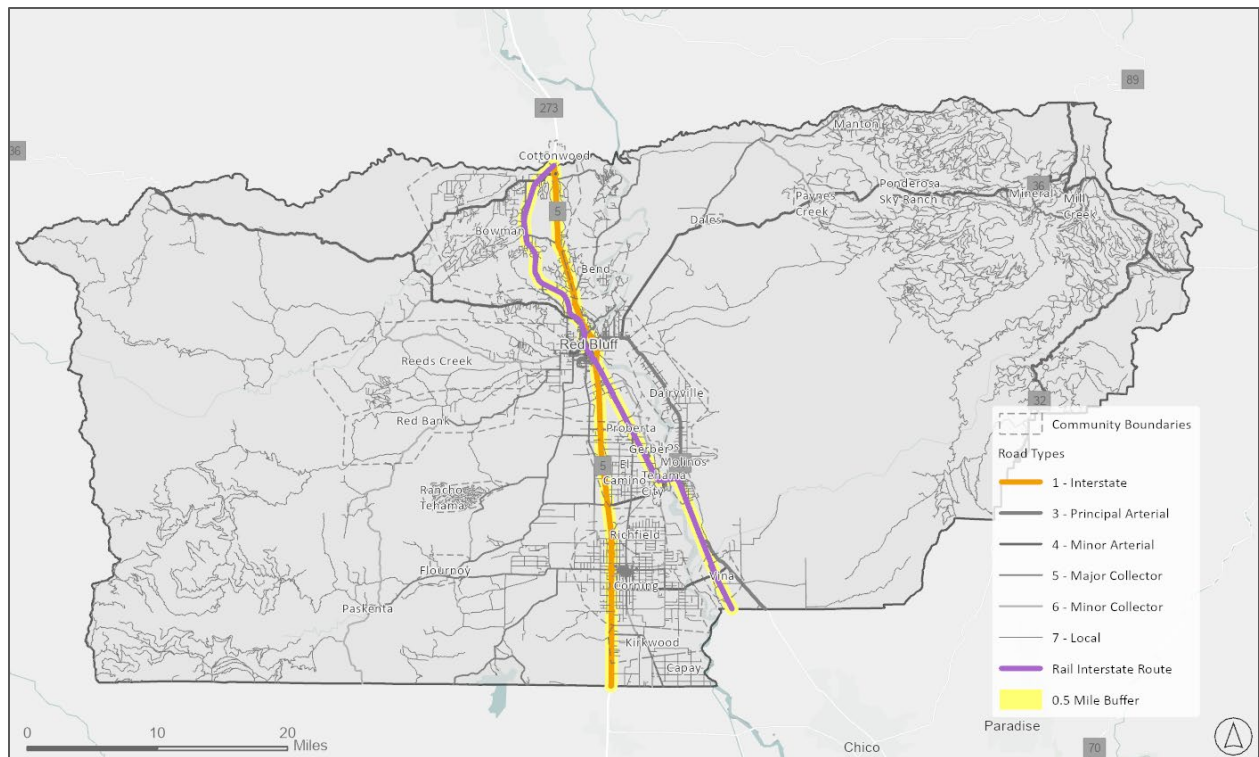 89
273
36
Manton
Cottonwood
Ponderosa
Sky Ranch
36
Mineral
Paynes
Creek
Mill
Creek
5
Dales
Bowman
Bend
Red Bluff
Reeds Creek
Dairyville
32
Red Bank
Proberta
Gerber
Los
Molinos
5
El
Camino
Tehama
City
Rancho
Tehama
Richfield
Flournoy
Corning
Vina
Paskenta
Kirkwood
Capay
Community Boundaries
Road Types
1 - Interstate
3 - Principal Arterial
4 - Minor Arterial
5 - Major Collector
6 - Minor Collector
7 - Local
Rail Interstate Route
0.5 Mile Buffer
Paradise
Chico
70
0 10 20
Miles